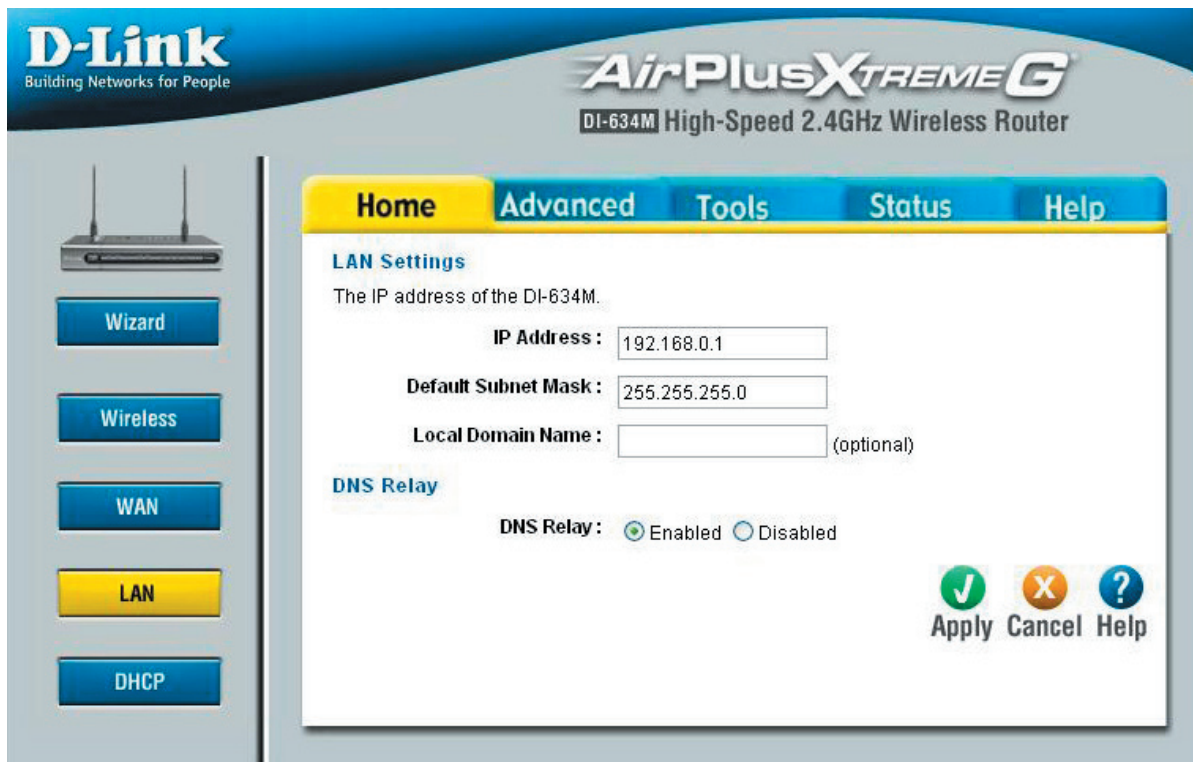 D-Link
Building Networks for People
AirPlus XTREME G
DI-634M High-Speed 2.4GHz Wireless Router
Home Advanced Tools Status Help
Wizard
Wireless
WAN
LAN
DHCP
LAN Settings
The IP address of the DI-634M.
IP Address : 192.168.0.1
Default Subnet Mask : 255.255.255.0
Local Domain Name : (optional)
DNS Relay
DNS Relay : Enabled Disabled
Apply Cancel Help